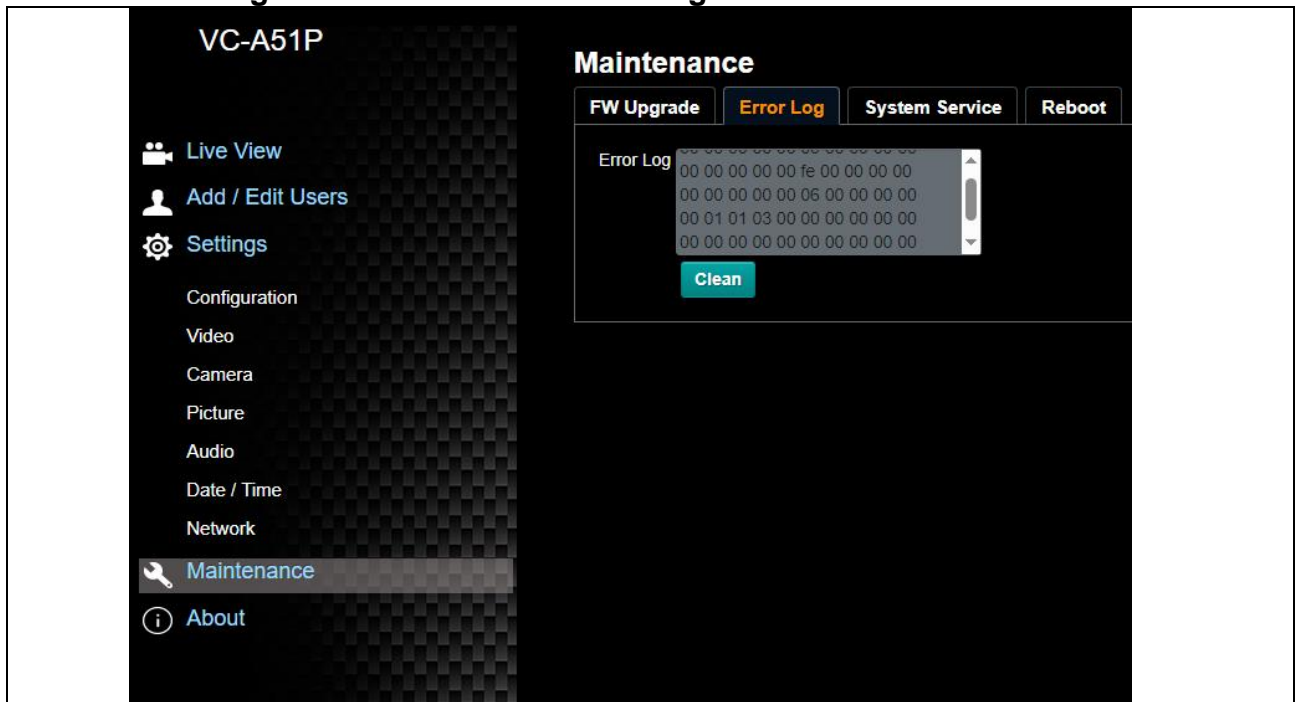 VC-A51P
Live View
Add / Edit Users
Settings
Configuration
Video
Camera
Picture
Audio
Date / Time
Network
Maintenance
About
Maintenance
FW Upgrade Error Log System Service Reboot
Error Log
00 00 00 00 00 fe 00 00 00 00
00 00 00 00 00 06 00 00 00 00
00 01 01 03 00 00 00 00 00 00
00 00 00 00 00 00 00 00 00 00
Clean